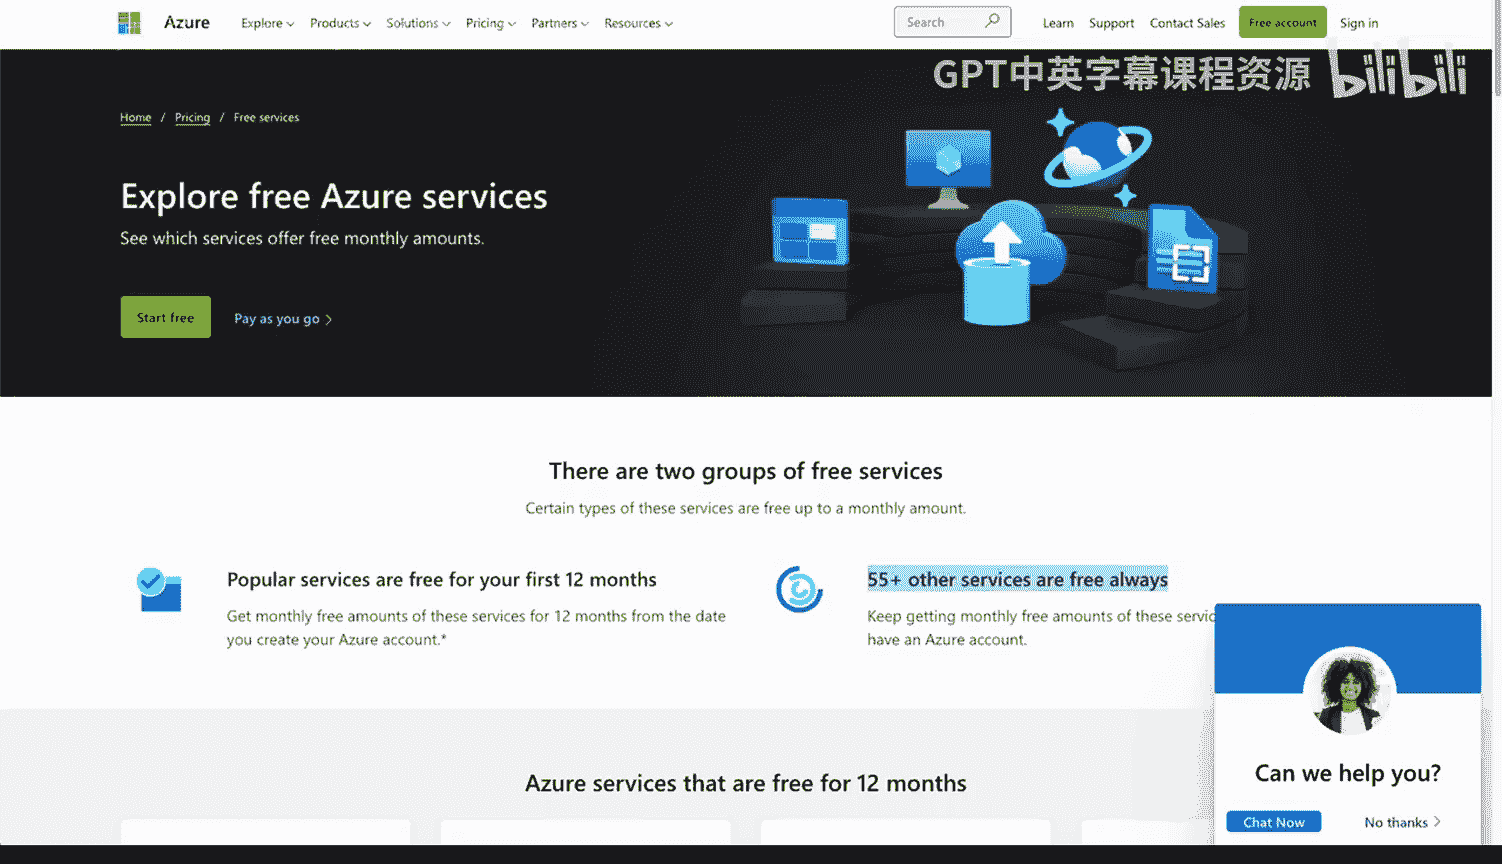 Azure Explore Products Solutions Pricing Partners Resources Search Learn Support Contact Sales Free account Sign in
GPT中英字幕课程资源 bilibili
Home / Pricing / Free services
Explore free Azure services
See which services offer free monthly amounts.
Start free Pay as you go
There are two groups of free services
Certain types of these services are free up to a monthly amount.
Popular services are free for your first 12 months
Get monthly free amounts of these services for 12 months from the date
you create your Azure account.*
55+ other services are free always
Keep getting monthly free amounts of these
have an Azure account.
Can we help you?
Chat Now No thanks
Azure services that are free for 12 months